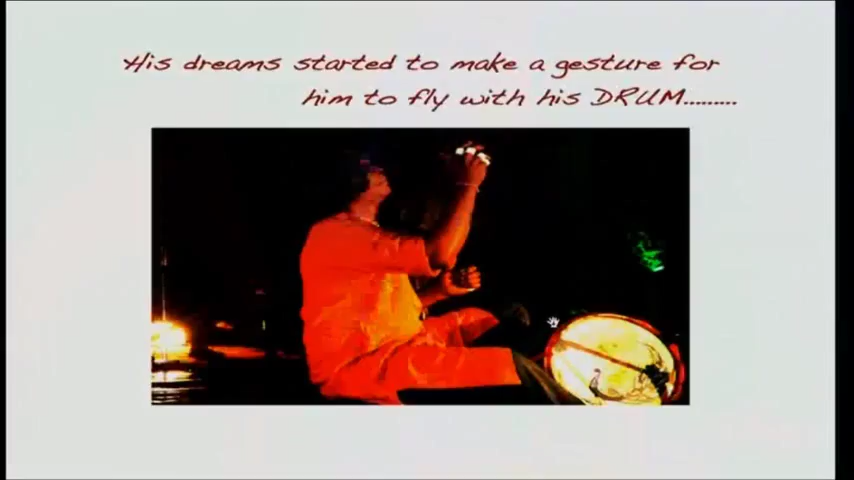 His dreams started to make a gesture for
him to fly with his DRUM.........